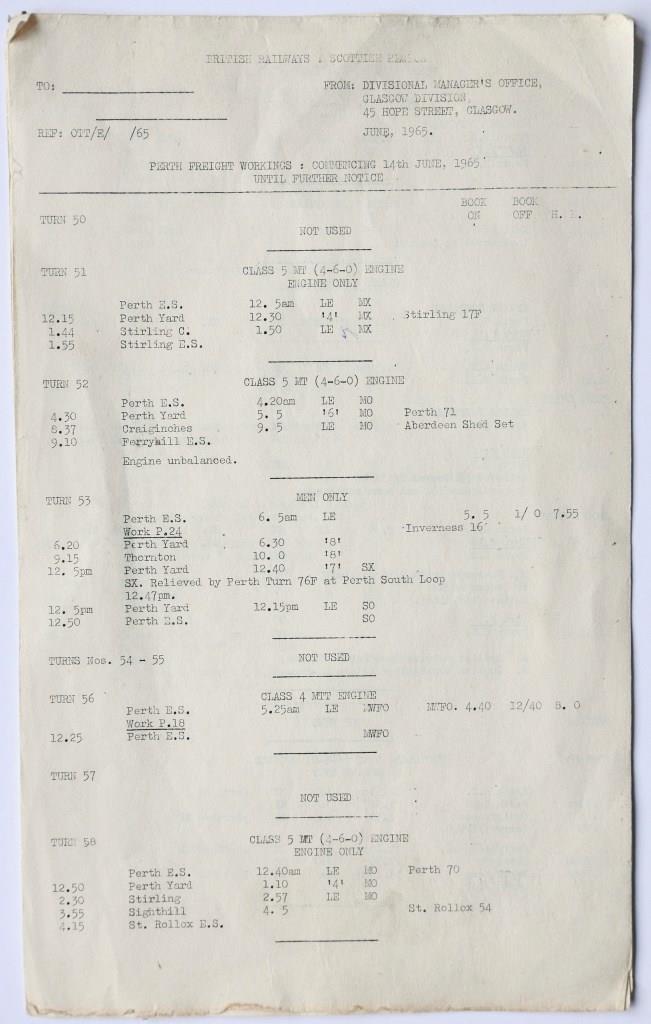 BRITISH RAILWAYS : SCOTTISH REGION
TO: FROM: DIVISIONAL MANAGER'S OFFICE,
GLASGOW DIVISION,
45 HOPE STREET, GLASGOW.
REF: OTT/E/ /65 JUNE, 1965.
PERTH FREIGHT WORKINGS : COMMENCING 14th JUNE, 1965
UNTIL FURTHER NOTICE
BOOK BOOK
ON OFF H. M.
TURN 50
NOT USED
TURN 51 CLASS 5 MT (4-6-0) ENGINE
ENGINE ONLY
Perth E.S. 12. 5am LE MX
12.15 Perth Yard 12.30 '4' MX Stirling 17F
1.44 Stirling C. 1.50 LE MX
1.55 Stirling E.S.
TURN 52 CLASS 5 MT (4-6-0) ENGINE
Perth E.S. 4.20am LE MO
4.30 Perth Yard 5. 5 '6' MO Perth 71
8.37 Craiginches 9. 5 LE MO Aberdeen Shed Set
9.10 Ferryhill E.S.
Engine unbalanced.
TURN 53 MEN ONLY
Perth E.S. 6. 5am LE 5. 5 1/ 0 7.55
Work P.24 Inverness 16
6.20 Perth Yard 6.30 '8'
9.15 Thornton 10. 0 '8'
12. 5pm Perth Yard 12.40 '7' SX
SX. Relieved by Perth Turn 76F at Perth South Loop
12.47pm.
12. 5pm Perth Yard 12.15pm LE SO
12.50 Perth E.S. SO
TURNS Nos. 54 - 55 NOT USED
TURN 56 CLASS 4 MTT ENGINE
Perth E.S. 5.25am LE MWFO MWFO. 4.40 12/40 8. 0
Work P.18
12.25 Perth E.S. MWFO
TURN 57
NOT USED
TURN 58 CLASS 5 MT (4-6-0) ENGINE
ENGINE ONLY
Perth E.S. 12.40am LE MO Perth 70
12.50 Perth Yard 1.10 '4' MO
2.30 Stirling 2.57 LE MO
3.55 Sighthill 4. 5 St. Rollox 54
4.15 St. Rollox E.S.